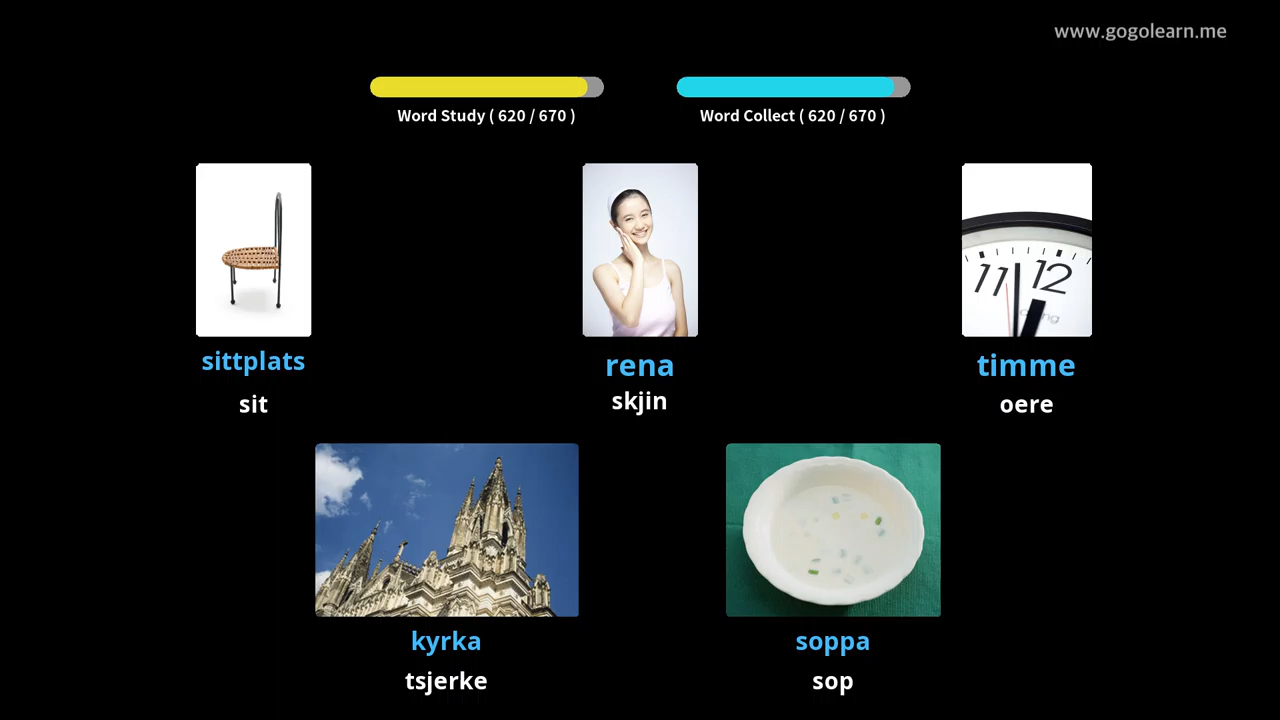 www.gogolearn.me
Word Study ( 620 / 670 )
Word Collect ( 620 / 670 )
sittplats
sit
rena
skjin
timme
oere
11 12
kyrka
tsjerke
soppa
sop